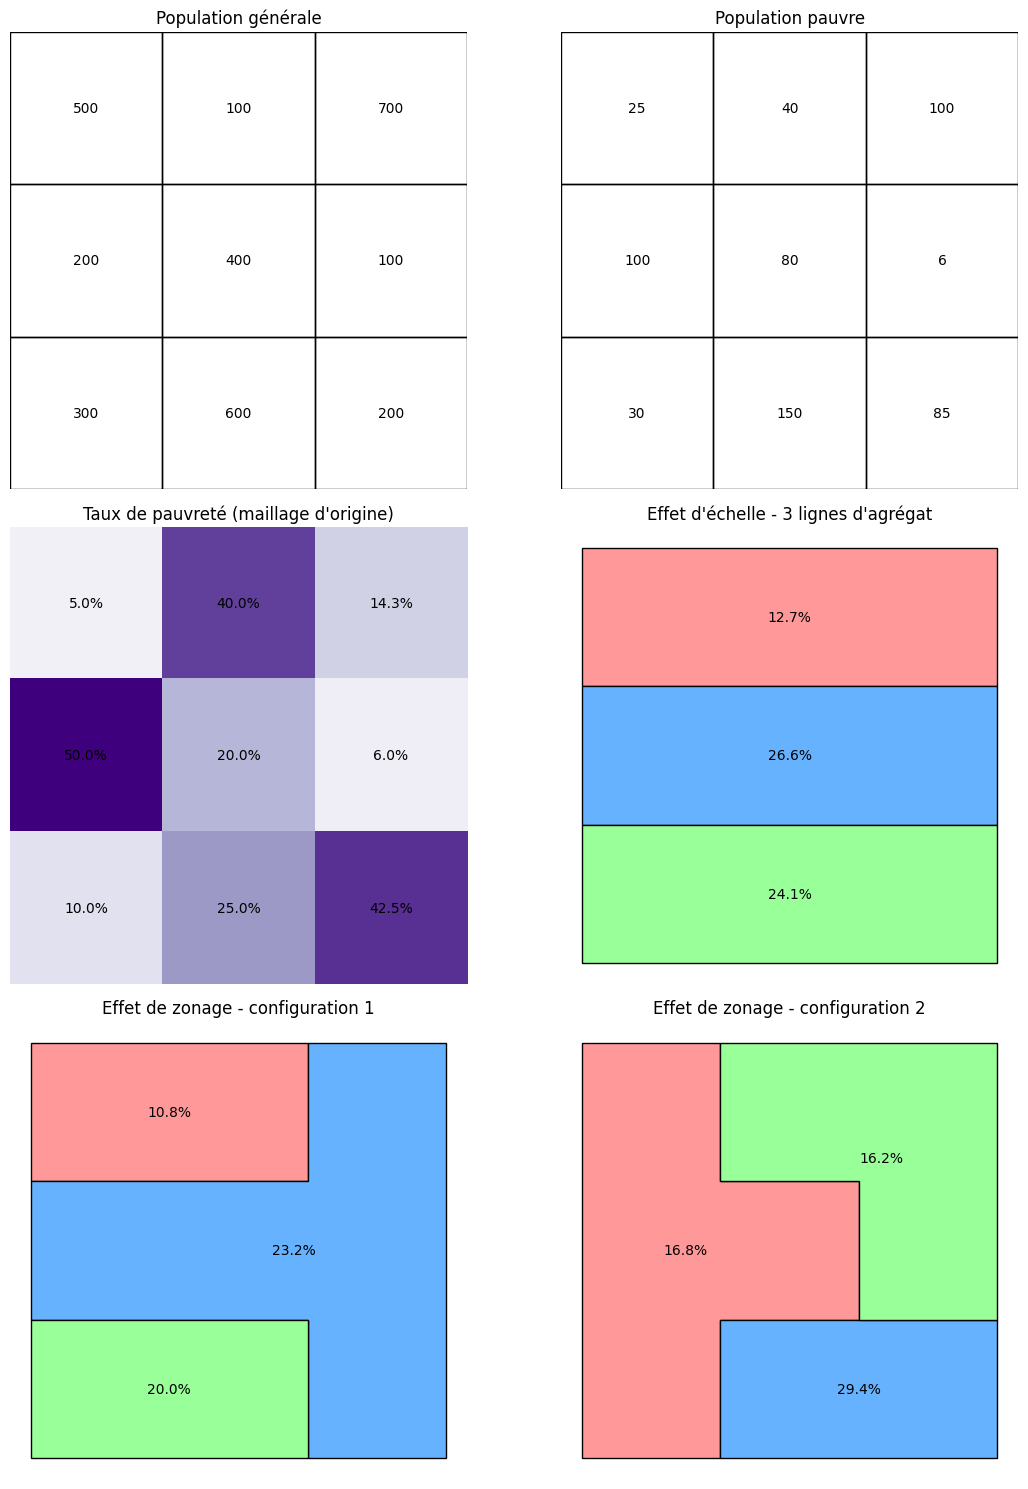 Population générale
Population pauvre
500 100 700
25 40 100
200 400 100
100 80 6
300 600 200
30 150 85
Taux de pauvreté (maillage d'origine)
Effet d'échelle - 3 lignes d'agrégat
5.0% 40.0% 14.3%
12.7%
50.0% 20.0% 6.0%
26.6%
10.0% 25.0% 42.5%
24.1%
Effet de zonage - configuration 1
Effet de zonage - configuration 2
10.8%
23.2%
20.0%
16.2%
16.8%
29.4%